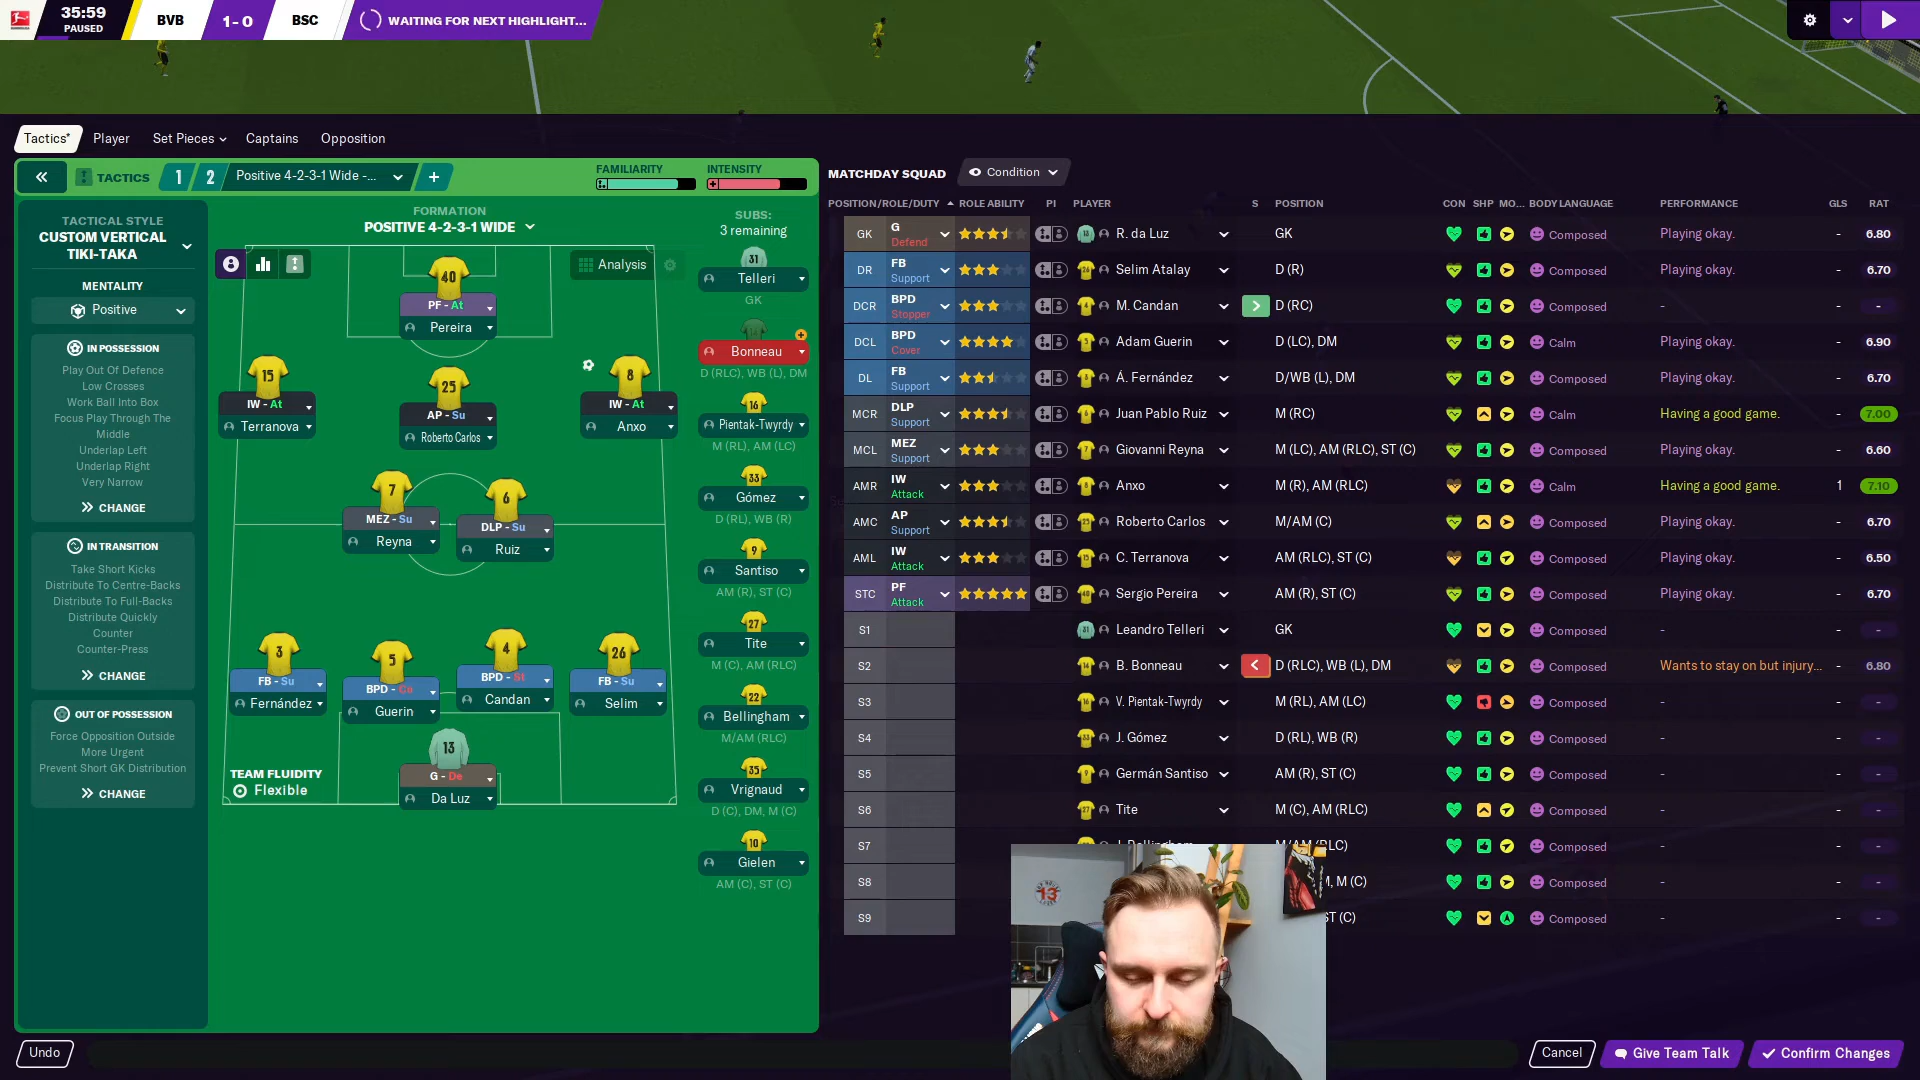 35:59
PAUSED
BVB
1 - 0
BSC
WAITING FOR NEXT HIGHLIGHT...
Tactics*
Player
Set Pieces
Captains
Opposition
TACTICS
1
2
Positive 4-2-3-1 Wide -...
FAMILIARITY
INTENSITY
TACTICAL STYLE
CUSTOM VERTICAL
TIKI-TAKA
MENTALITY
Positive
IN POSSESSION
Play Out Of Defence
Low Crosses
Work Ball Into Box
Focus Play Through The
Middle
Underlap Left
Underlap Right
Very Narrow
CHANGE
IN TRANSITION
Take Short Kicks
Distribute To Centre-Backs
Distribute To Full-Backs
Distribute Quickly
Counter
Counter-Press
CHANGE
OUT OF POSSESSION
Force Opposition Outside
More Urgent
Prevent Short GK Distribution
CHANGE
FORMATION
POSITIVE 4-2-3-1 WIDE
Analysis
40
PF - At
Pereira
15
IW - At
Terranova
25
AP - Su
Roberto Carlos
8
IW - At
Anxo
7
MEZ - Su
Reyna
6
DLP - Su
Ruiz
3
FB - Su
Fernández
5
BPD - Co
Guerin
4
BPD - St
Candan
26
FB - Su
Selim
13
G - De
Da Luz
TEAM FLUIDITY
Flexible
SUBS:
3 remaining
31
Telleri
GK
Bonneau
D (RLC), WB (L), DM
16
Pientak-Twyrdy
M (RL), AM (LC)
33
Gómez
D (RL), WB (R)
9
Santiso
AM (R), ST (C)
27
Tite
M (C), AM (RLC)
22
Bellingham
M/AM (RLC)
35
Vrignaud
D (C), DM, M (C)
10
Gielen
AM (C), ST (C)
MATCHDAY SQUAD
Condition
POSITION/ROLE/DUTY ROLE ABILITY PI PLAYER S POSITION CON SHP MO... BODY LANGUAGE PERFORMANCE GLS RAT
GK G Defend R. da Luz GK Composed Playing okay. - 6.80
DR FB Support Selim Atalay D (R) Composed Playing okay. - 6.70
DCR BPD Stopper M. Candan D (RC) Composed - - -
DCL BPD Cover Adam Guerin D (LC), DM Calm Playing okay. - 6.90
DL FB Support Á. Fernández D/WB (L), DM Composed Playing okay. - 6.70
MCR DLP Support Juan Pablo Ruiz M (RC) Calm Having a good game. - 7.00
MCL MEZ Support Giovanni Reyna M (LC), AM (RLC), ST (C) Composed Playing okay. - 6.60
AMR IW Attack Anxo M (R), AM (RLC) Calm Having a good game. 1 7.10
AMC AP Support Roberto Carlos M/AM (C) Composed Playing okay. - 6.70
AML IW Attack C. Terranova AM (RLC), ST (C) Composed Playing okay. - 6.50
STC PF Attack Sergio Pereira AM (R), ST (C) Composed Playing okay. - 6.70
S1 Leandro Telleri GK Composed - - -
S2 B. Bonneau D (RLC), WB (L), DM Composed Wants to stay on but injury... - 6.80
S3 V. Pientak-Twyrdy M (RL), AM (LC) Composed - - -
S4 J. Gómez D (RL), WB (R) Composed - - -
S5 Germán Santiso AM (R), ST (C) Composed - - -
S6 Tite M (C), AM (RLC) Composed - - -
S7 Composed - - -
S8 M (C) Composed - - -
S9 ST (C) Composed - - -
13
Undo
Cancel
Give Team Talk
Confirm Changes